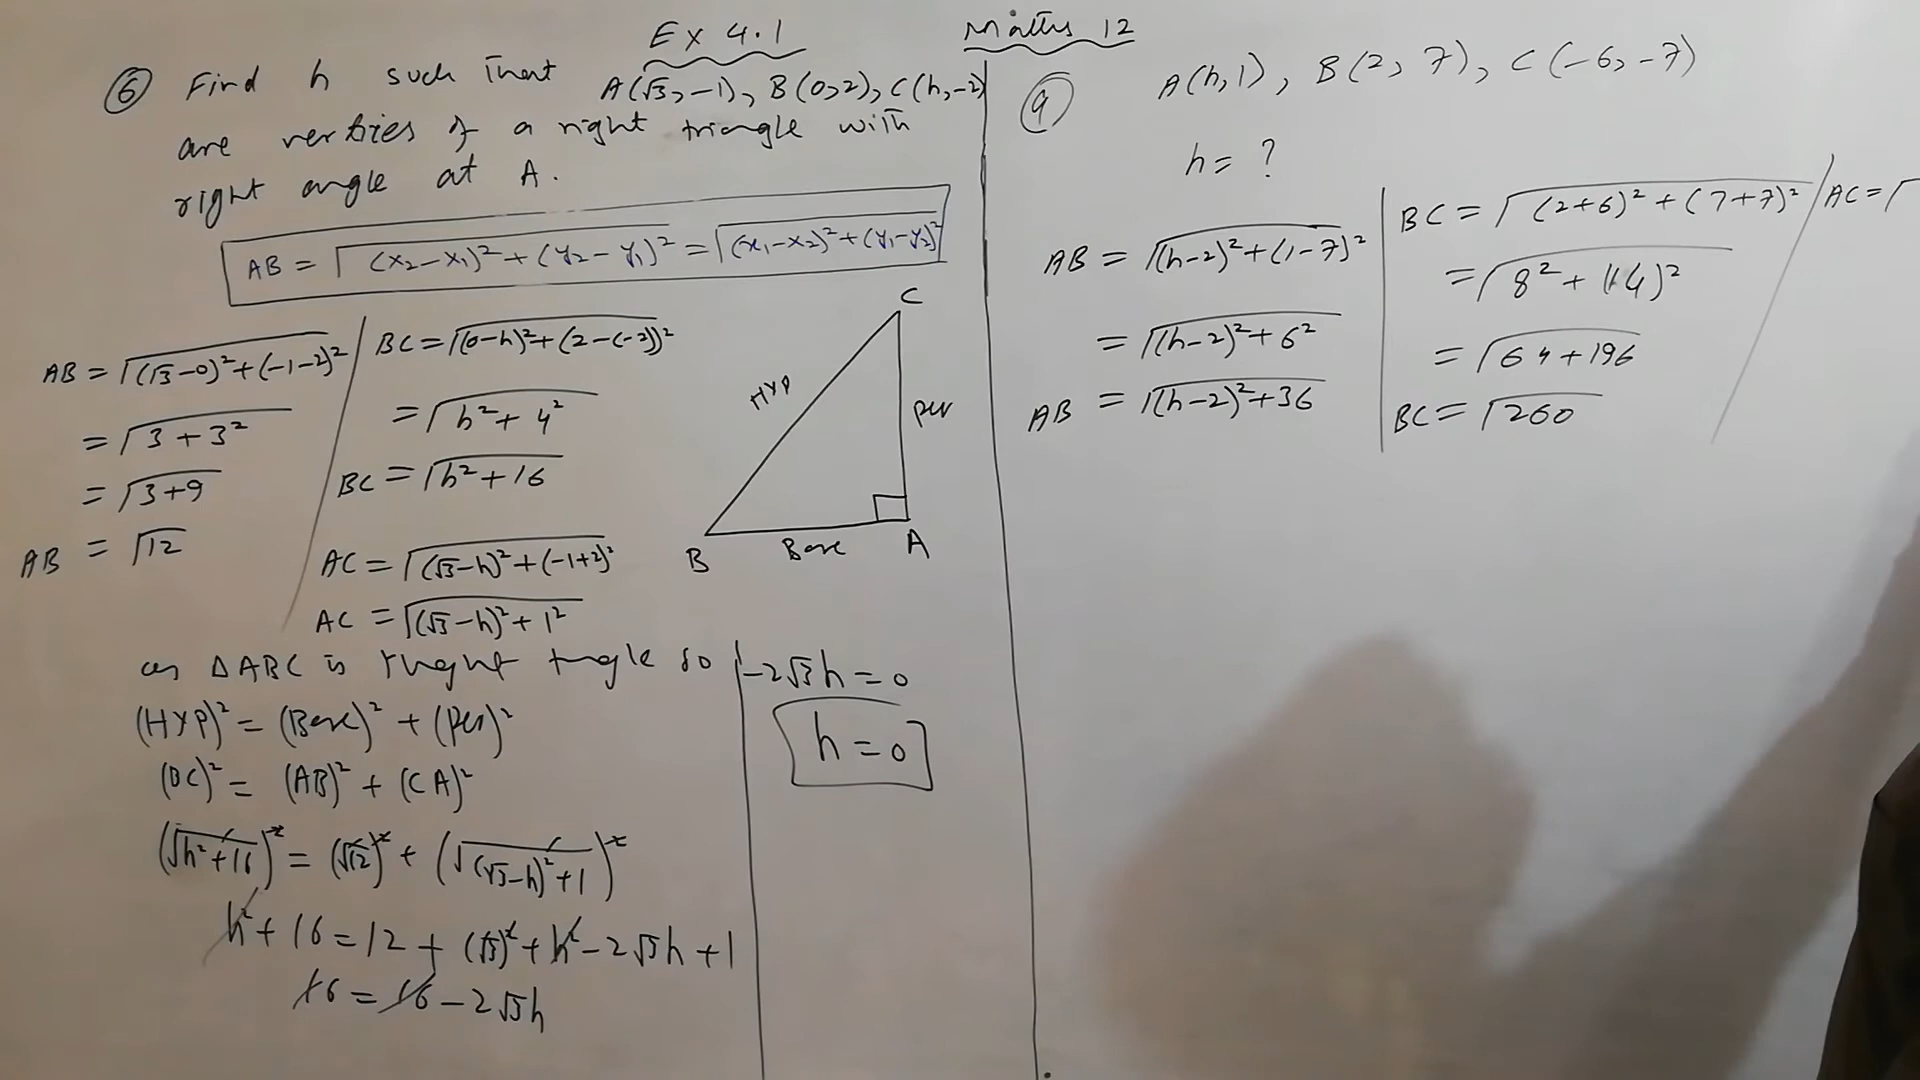 Ex 4.1
Maths 12
⑥ Find h such that A(√3, -1), B(0,2), C(h,-2)
are verties of a right triangle with
right angle at A.
AB = √(x₂-x₁)²+(y₂-y₁)² = √(x₁-x₂)²+(y₁-y₂)²
AB = √(√3-0)²+(-1-2)²
= √3+3²
= √3+9
AB = √12
BC = √(0-h)²+(2-(-2))²
= √h²+4²
BC = √h²+16
AC = √(√3-h)²+(-1+2)²
AC = √(√3-h)²+1²
C
HYP
Per
B
Base
A
as ΔABC is right so
(HYP)² = (Base)² + (Per)²
(BC)² = (AB)² + (CA)²
(√h²+16)² = (√12)² + (√(√3-h)²+1)²
h²+16 = 12 + (√3)² + h² - 2√3h + 1
16 = 16 - 2√3h
-2√3h = 0
h = 0
⑨ A(h,1), B(2, 7), C(-6,-7)
h = ?
AB = √(h-2)²+(1-7)²
= √(h-2)²+6²
AB = √(h-2)²+36
BC = √(2+6)²+(7+7)²
= √8²+(14)²
= √64+196
BC = √260
AC = √